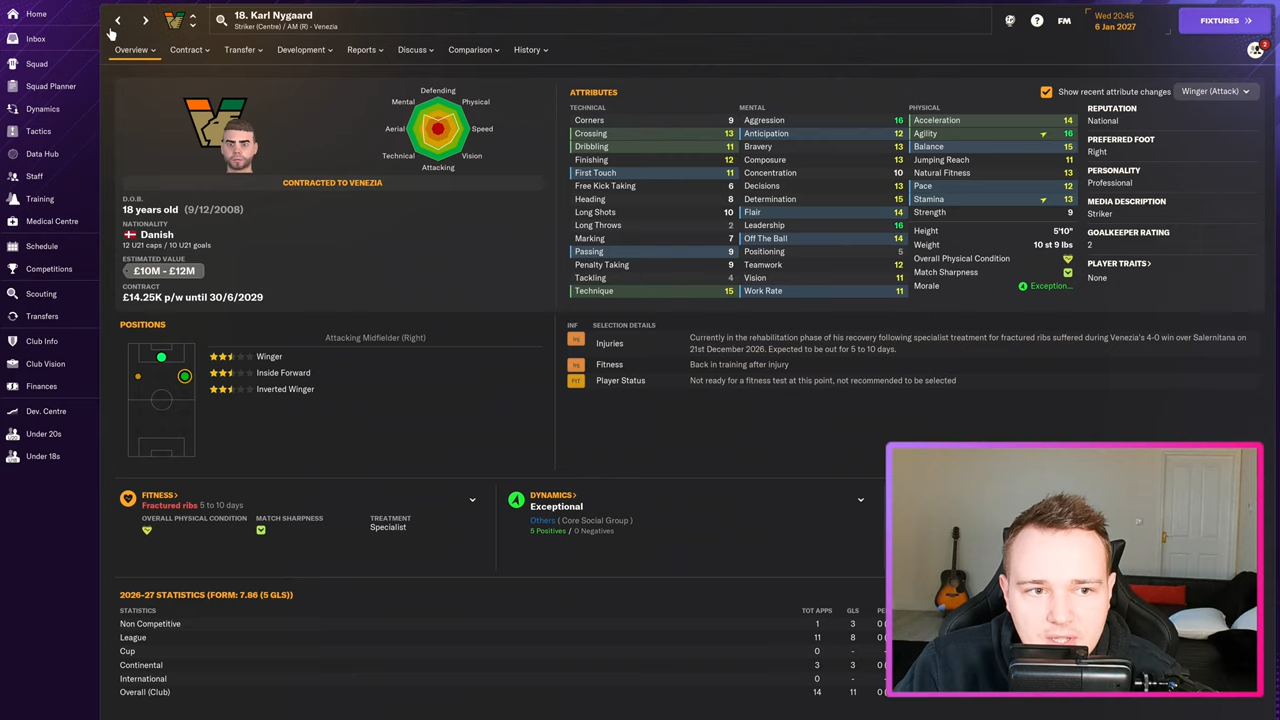 Home
Inbox
Squad
Squad Planner
Dynamics
Tactics
Data Hub
Staff
Training
Medical Centre
Schedule
Competitions
Scouting
Transfers
Club Info
Club Vision
Finances
Dev. Centre
Under 20s
Under 18s
18. Karl Nygaard
Striker (Centre) / AM (R) - Venezia
? FM
Wed 20:45
6 Jan 2027
FIXTURES
2
Overview Contract Transfer Development Reports Discuss Comparison History
Defending
Mental Physical
Aerial Speed
Technical Vision
Attacking
CONTRACTED TO VENEZIA
D.O.B.
18 years old (9/12/2008)
NATIONALITY
Danish
12 U21 caps / 10 U21 goals
ESTIMATED VALUE
£10M - £12M
CONTRACT
£14.25K p/w until 30/6/2029
ATTRIBUTES
Show recent attribute changes Winger (Attack)
TECHNICAL
Corners 9
Crossing 13
Dribbling 11
Finishing 12
First Touch 11
Free Kick Taking 6
Heading 8
Long Shots 10
Long Throws 2
Marking 7
Passing 9
Penalty Taking 9
Tackling 4
Technique 15
MENTAL
Aggression 16
Anticipation 12
Bravery 13
Composure 13
Concentration 10
Decisions 13
Determination 15
Flair 14
Leadership 16
Off The Ball 14
Positioning 5
Teamwork 12
Vision 11
Work Rate 11
PHYSICAL
Acceleration 14
Agility 16
Balance 15
Jumping Reach 11
Natural Fitness 13
Pace 12
Stamina 13
Strength 9
Height 5'10"
Weight 10 st 9 lbs
Overall Physical Condition
Match Sharpness
Morale Exception...
REPUTATION
National
PREFERRED FOOT
Right
PERSONALITY
Professional
MEDIA DESCRIPTION
Striker
GOALKEEPER RATING
2
PLAYER TRAITS
None
POSITIONS
Attacking Midfielder (Right)
Winger
Inside Forward
Inverted Winger
INF SELECTION DETAILS
Inj Injuries Currently in the rehabilitation phase of his recovery following specialist treatment for fractured ribs suffered during Venezia's 4-0 win over Salernitana on
21st December 2026. Expected to be out for 5 to 10 days.
Inj Fitness Back in training after injury
FIT Player Status Not ready for a fitness test at this point, not recommended to be selected
FITNESS
Fractured ribs 5 to 10 days
OVERALL PHYSICAL CONDITION MATCH SHARPNESS TREATMENT
Specialist
DYNAMICS
Exceptional
Others ( Core Social Group )
5 Positives / 0 Negatives
2026-27 STATISTICS (FORM: 7.86 (5 GLS))
STATISTICS TOT APPS GLS PE
Non Competitive 1 3 0 (
League 11 8 0 (
Cup 0 - - (
Continental 3 3 0 (
International 0 - - (
Overall (Club) 14 11 0 (